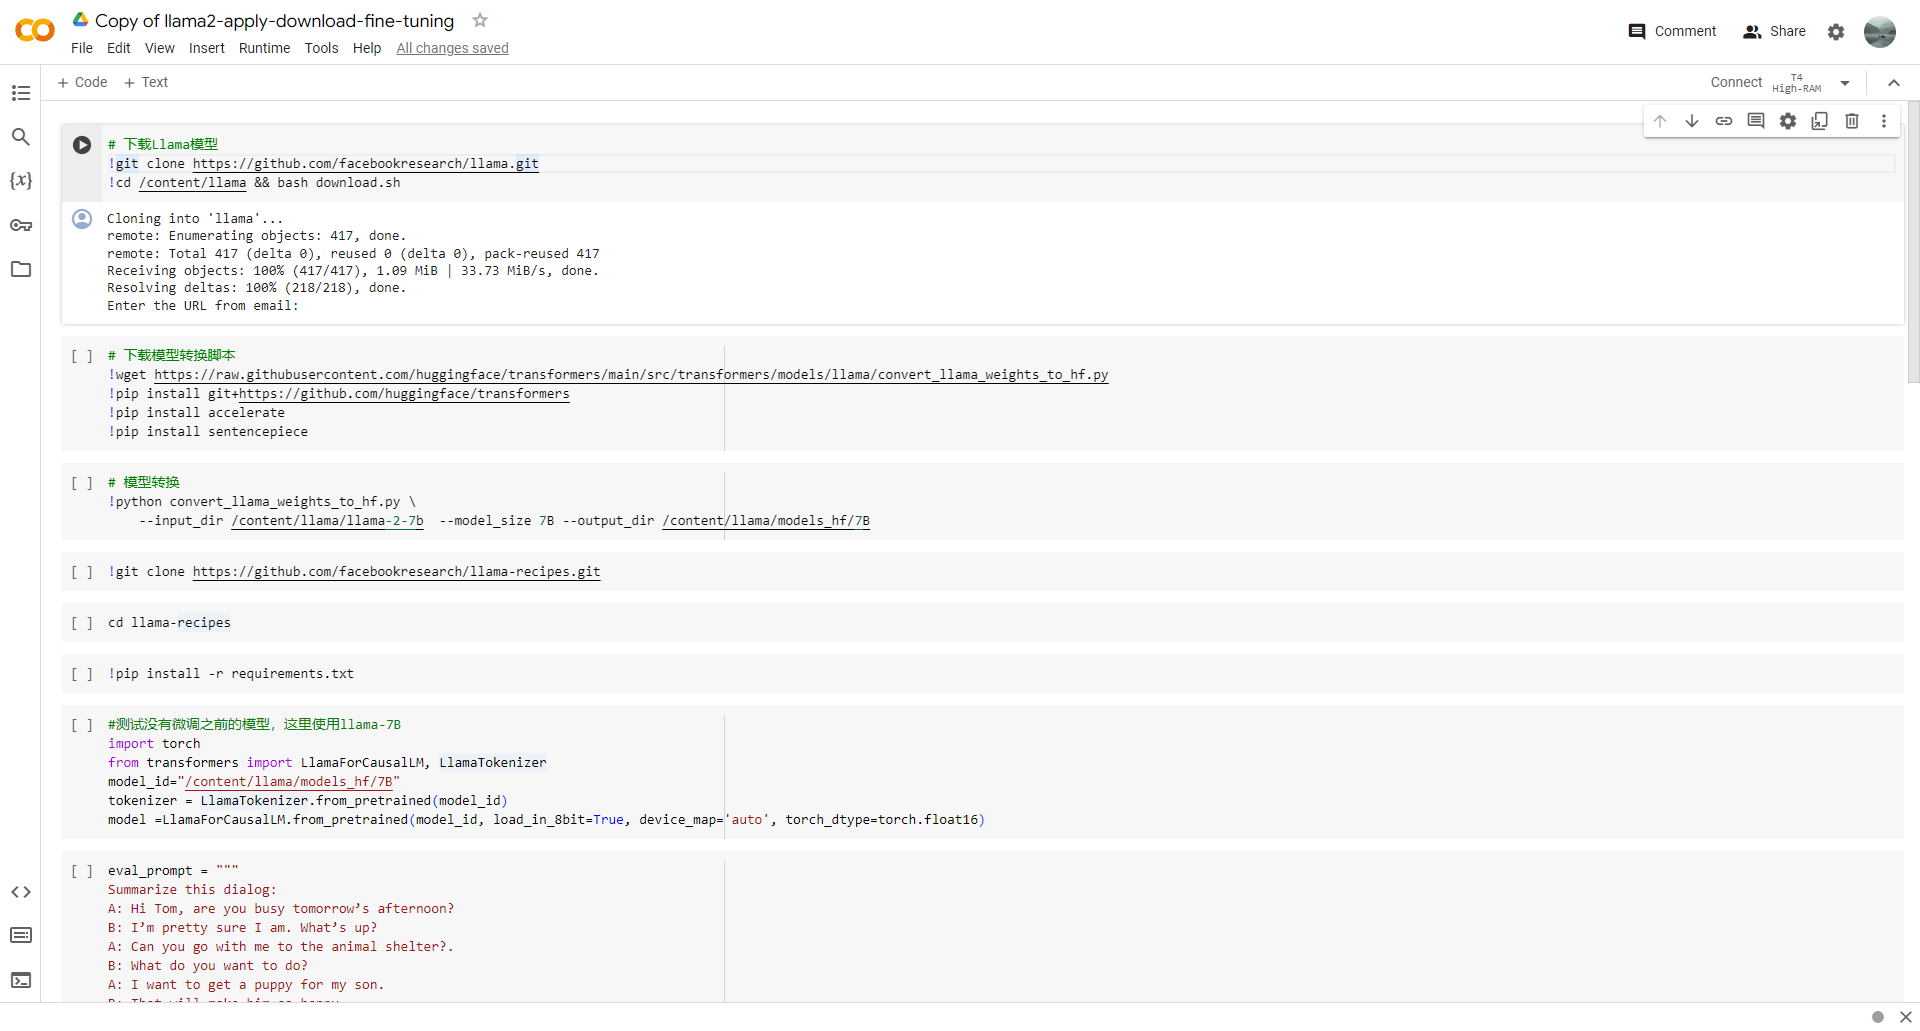 Copy of llama2-apply-download-fine-tuning
File Edit View Insert Runtime Tools Help All changes saved
Comment Share
+ Code + Text
Connect T4 High-RAM
# 下载Llama模型
!git clone https://github.com/facebookresearch/llama.git
!cd /content/llama && bash download.sh
Cloning into 'llama'...
remote: Enumerating objects: 417, done.
remote: Total 417 (delta 0), reused 0 (delta 0), pack-reused 417
Receiving objects: 100% (417/417), 1.09 MiB | 33.73 MiB/s, done.
Resolving deltas: 100% (218/218), done.
Enter the URL from email:
[ ] # 下载模型转换脚本
!wget https://raw.githubusercontent.com/huggingface/transformers/main/src/transformers/models/llama/convert_llama_weights_to_hf.py
!pip install git+https://github.com/huggingface/transformers
!pip install accelerate
!pip install sentencepiece
[ ] # 模型转换
!python convert_llama_weights_to_hf.py \
--input_dir /content/llama/llama-2-7b --model_size 7B --output_dir /content/llama/models_hf/7B
[ ] !git clone https://github.com/facebookresearch/llama-recipes.git
[ ] cd llama-recipes
[ ] !pip install -r requirements.txt
[ ] #测试没有微调之前的模型，这里使用llama-7B
import torch
from transformers import LlamaForCausalLM, LlamaTokenizer
model_id="/content/llama/models_hf/7B"
tokenizer = LlamaTokenizer.from_pretrained(model_id)
model =LlamaForCausalLM.from_pretrained(model_id, load_in_8bit=True, device_map='auto', torch_dtype=torch.float16)
[ ] eval_prompt = """
Summarize this dialog:
A: Hi Tom, are you busy tomorrow’s afternoon?
B: I’m pretty sure I am. What’s up?
A: Can you go with me to the animal shelter?.
B: What do you want to do?
A: I want to get a puppy for my son.
B: That will make him so happy.